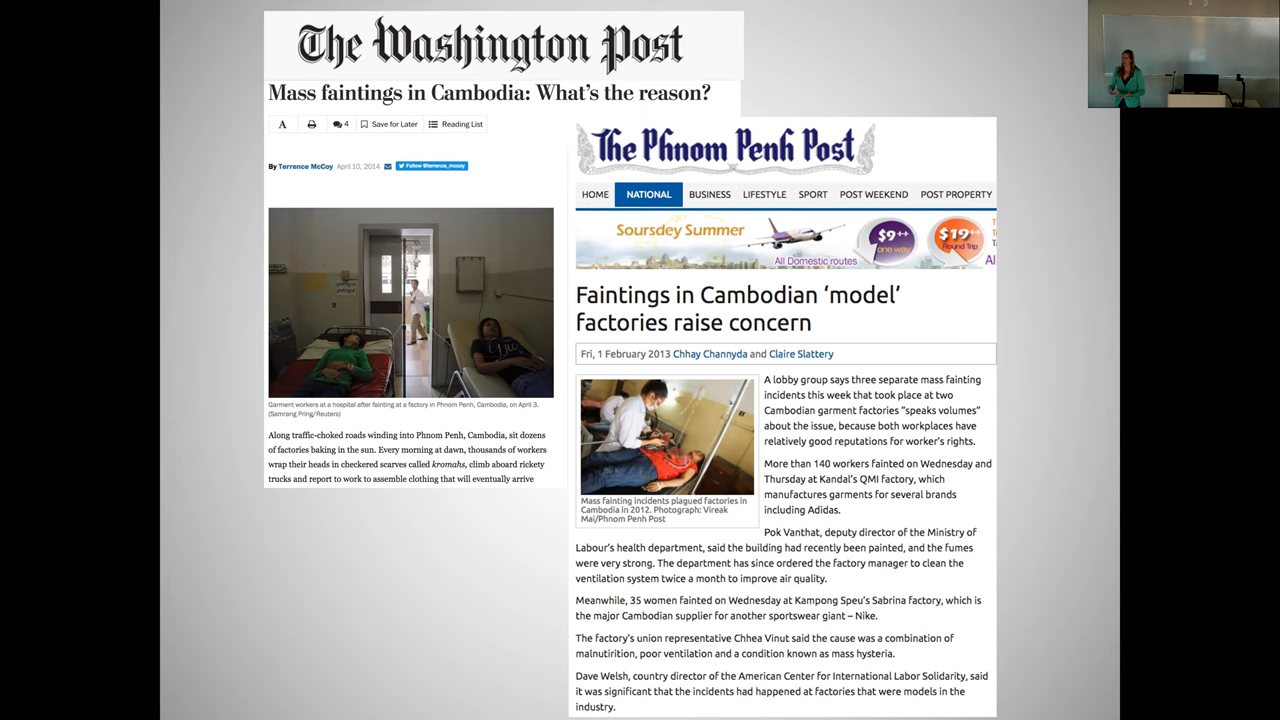 The Washington Post
Mass faintings in Cambodia: What's the reason?
A
4
Save for Later
Reading List
By Terrence McCoy April 10, 2014
Follow @terrence_mccoy
Garment workers at a hospital after fainting at a factory in Phnom Penh, Cambodia, on April 3.
(Samrang Pring/Reuters)
Along traffic-choked roads winding into Phnom Penh, Cambodia, sit dozens
of factories baking in the sun. Every morning at dawn, thousands of workers
wrap their heads in checkered scarves called kromahs, climb aboard rickety
trucks and report to work to assemble clothing that will eventually arrive
The Phnom Penh Post
HOME NATIONAL BUSINESS LIFESTYLE SPORT POST WEEKEND POST PROPERTY
Soursdey Summer
$9++
one way
$19++
Round Trip
All Domestic routes
Al
Faintings in Cambodian ‘model’
factories raise concern
Fri, 1 February 2013 Chhay Channyda and Claire Slattery
Mass fainting incidents plagued factories in
Cambodia in 2012. Photograph: Vireak
Mai/Phnom Penh Post
A lobby group says three separate mass fainting
incidents this week that took place at two
Cambodian garment factories “speaks volumes”
about the issue, because both workplaces have
relatively good reputations for worker’s rights.
More than 140 workers fainted on Wednesday and
Thursday at Kandal’s QMI factory, which
manufactures garments for several brands
including Adidas.
Pok Vanthat, deputy director of the Ministry of
Labour’s health department, said the building had recently been painted, and the fumes
were very strong. The department has since ordered the factory manager to clean the
ventilation system twice a month to improve air quality.
Meanwhile, 35 women fainted on Wednesday at Kampong Speu’s Sabrina factory, which is
the major Cambodian supplier for another sportswear giant – Nike.
The factory’s union representative Chhea Vinut said the cause was a combination of
malnutrition, poor ventilation and a condition known as mass hysteria.
Dave Welsh, country director of the American Center for International Labor Solidarity, said
it was significant that the incidents had happened at factories that were models in the
industry.